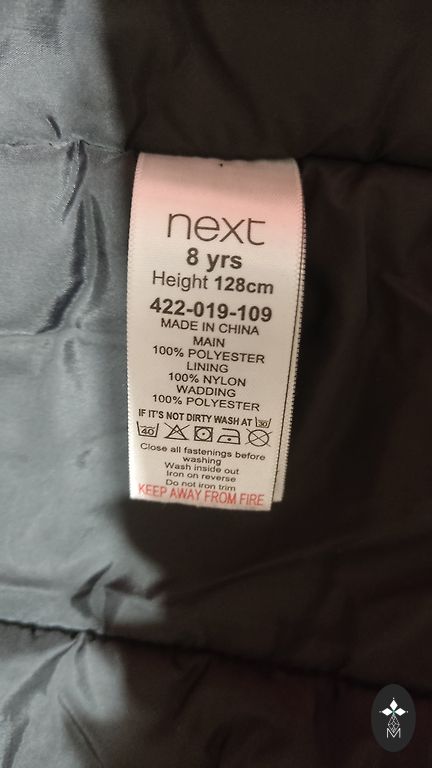 next
8 yrs
Height 128cm
422-019-109
MADE IN CHINA
MAIN
100% POLYESTER
LINING
100% NYLON
WADDING
100% POLYESTER
IF IT'S NOT DIRTY WASH AT 30
40
Close all fastenings before
washing
Wash inside out
Iron on reverse
Do not iron trim
KEEP AWAY FROM FIRE
M